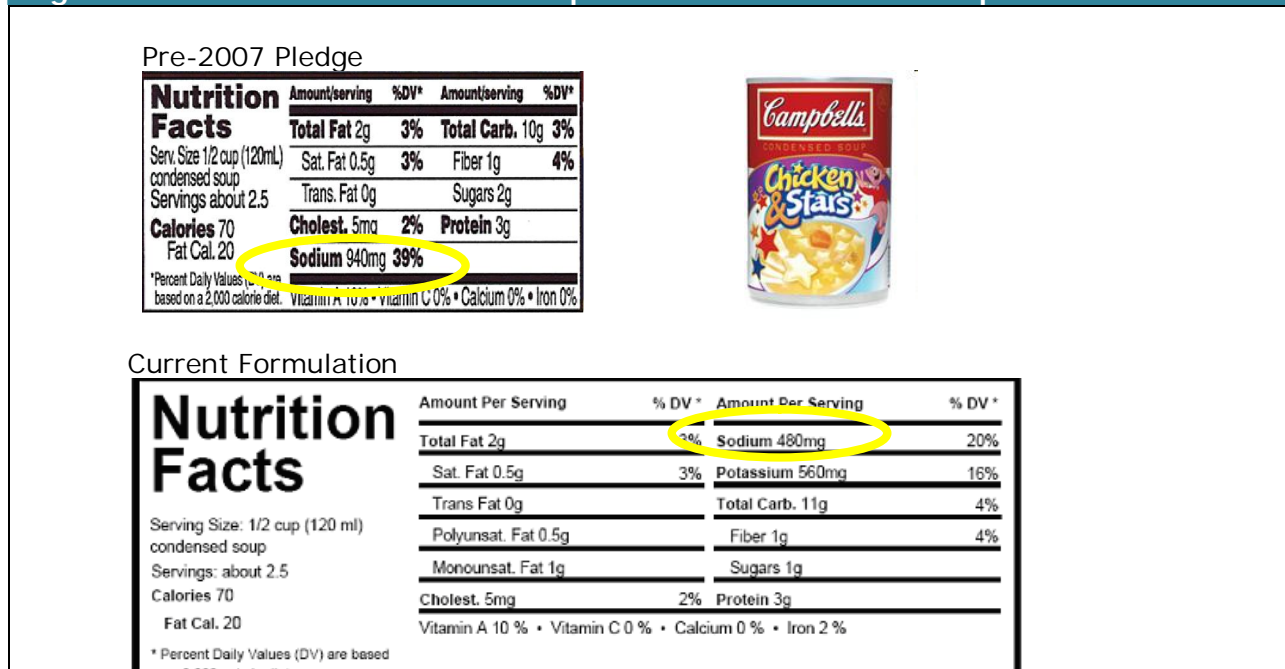 Pre-2007 Pledge
Nutrition Facts
Serv. Size 1/2 cup (120mL)
condensed soup
Servings about 2.5
Calories 70
Fat Cal. 20
*Percent Daily Values (DV) are
based on a 2,000 calorie diet.
Amount/serving %DV* Amount/serving %DV*
Total Fat 2g 3% Total Carb. 10g 3%
Sat. Fat 0.5g 3% Fiber 1g 4%
Trans. Fat 0g Sugars 2g
Cholest. 5mg 2% Protein 3g
Sodium 940mg 39%
Vitamin A 10% • Vitamin C 0% • Calcium 0% • Iron 0%
Campbell's
CONDENSED SOUP
Chicken
& Stars
Current Formulation
Nutrition
Facts
Serving Size: 1/2 cup (120 ml)
condensed soup
Servings: about 2.5
Calories 70
Fat Cal. 20
* Percent Daily Values (DV) are based
Amount Per Serving % DV * Amount Per Serving % DV *
Total Fat 2g 3% Sodium 480mg 20%
Sat. Fat 0.5g 3% Potassium 560mg 16%
Trans Fat 0g Total Carb. 11g 4%
Polyunsat. Fat 0.5g Fiber 1g 4%
Monounsat. Fat 1g Sugars 1g
Cholest. 5mg 2% Protein 3g
Vitamin A 10 % • Vitamin C 0 % • Calcium 0 % • Iron 2 %